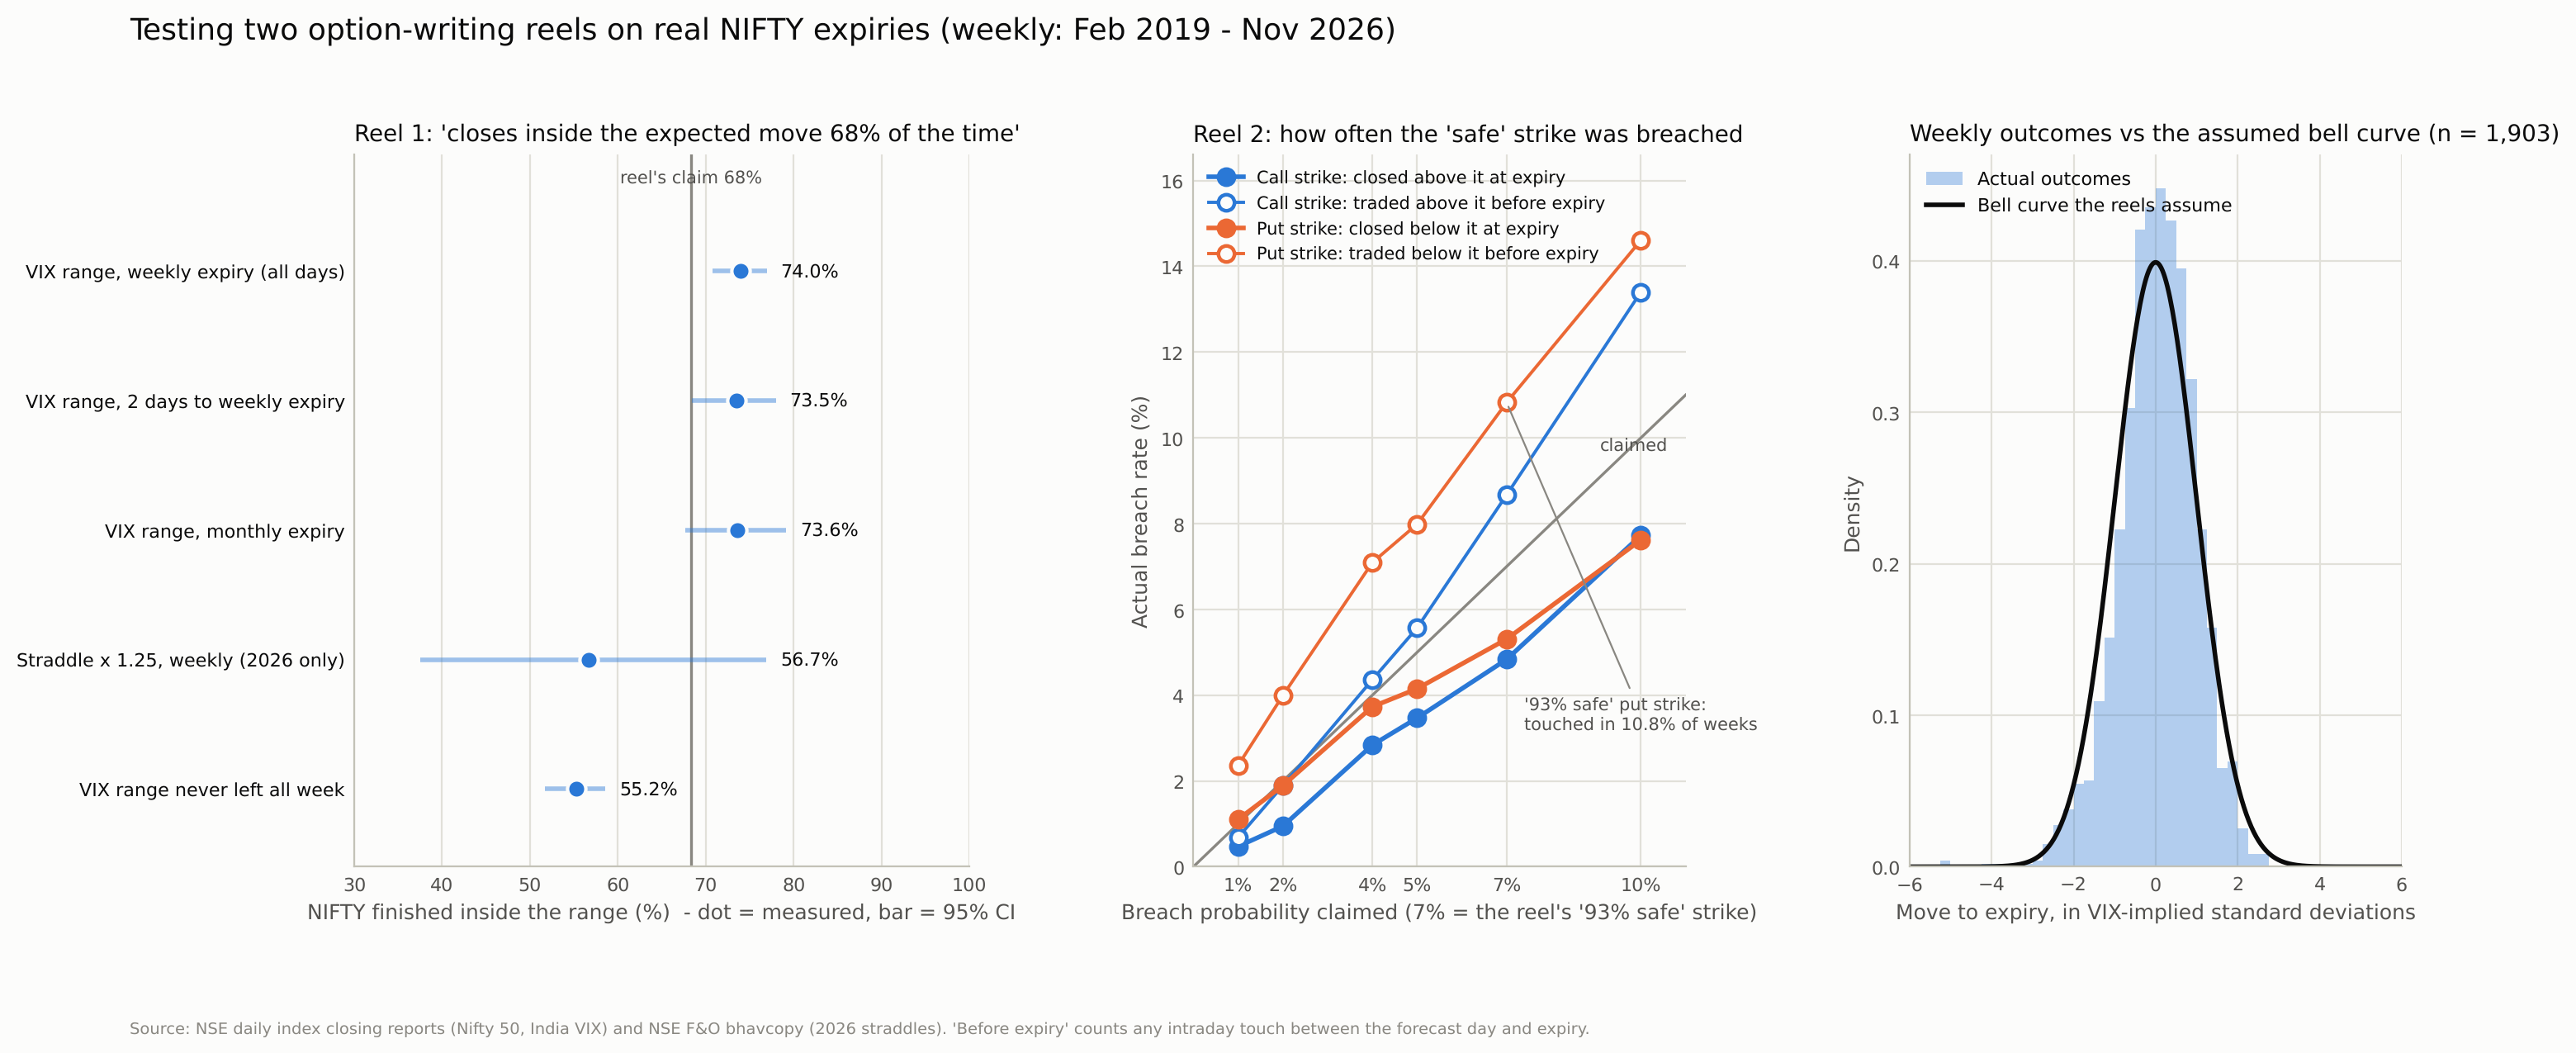 Testing two option-writing reels on real NIFTY expiries (weekly: Feb 2019 - Nov 2026)
Reel 1: 'closes inside the expected move 68% of the time'
reel's claim 68%
VIX range, weekly expiry (all days)
74.0%
VIX range, 2 days to weekly expiry
73.5%
VIX range, monthly expiry
73.6%
Straddle x 1.25, weekly (2026 only)
56.7%
VIX range never left all week
55.2%
30 40 50 60 70 80 90 100
NIFTY finished inside the range (%) - dot = measured, bar = 95% CI
Reel 2: how often the 'safe' strike was breached
Call strike: closed above it at expiry
Call strike: traded above it before expiry
Put strike: closed below it at expiry
Put strike: traded below it before expiry
Actual breach rate (%)
16
14
12
10
8
6
4
2
0
claimed
'93% safe' put strike:
touched in 10.8% of weeks
1% 2% 4% 5% 7% 10%
Breach probability claimed (7% = the reel's '93% safe' strike)
Weekly outcomes vs the assumed bell curve (n = 1,903)
Actual outcomes
Bell curve the reels assume
Density
0.4
0.3
0.2
0.1
0.0
−6 −4 −2 0 2 4 6
Move to expiry, in VIX-implied standard deviations
Source: NSE daily index closing reports (Nifty 50, India VIX) and NSE F&O bhavcopy (2026 straddles). 'Before expiry' counts any intraday touch between the forecast day and expiry.